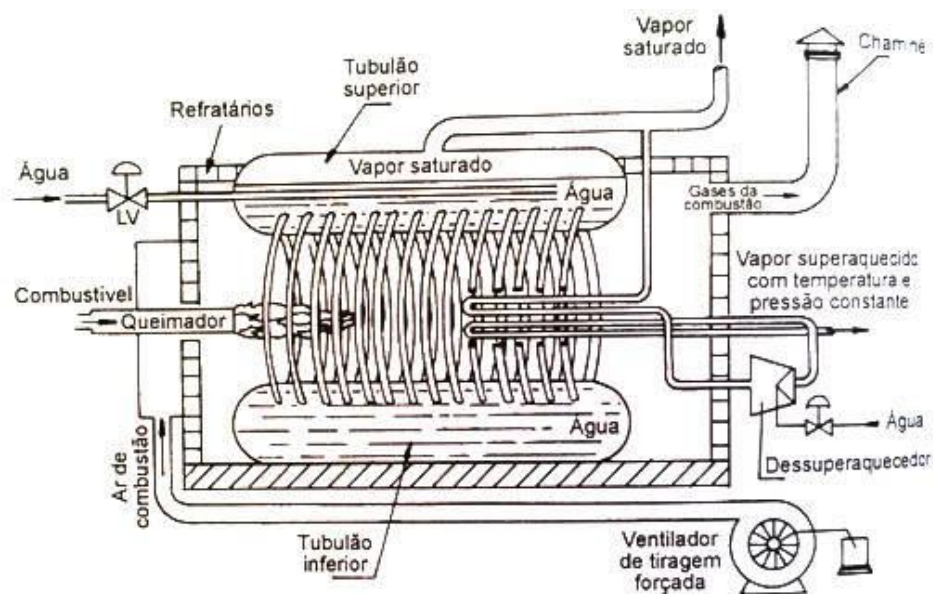 Vapor
saturado
Chaminé
Tubulão
superior
Refratários
Vapor saturado
Água
Água
LV
Gases da
combustão
Vapor superaquecido
com temperatura e
pressão constante
Combustivel
Queimador
Água
Água
Ar de
combustão
Dessuperaquecedor
Tubulão
inferior
Ventilador
de tiragem
forçada